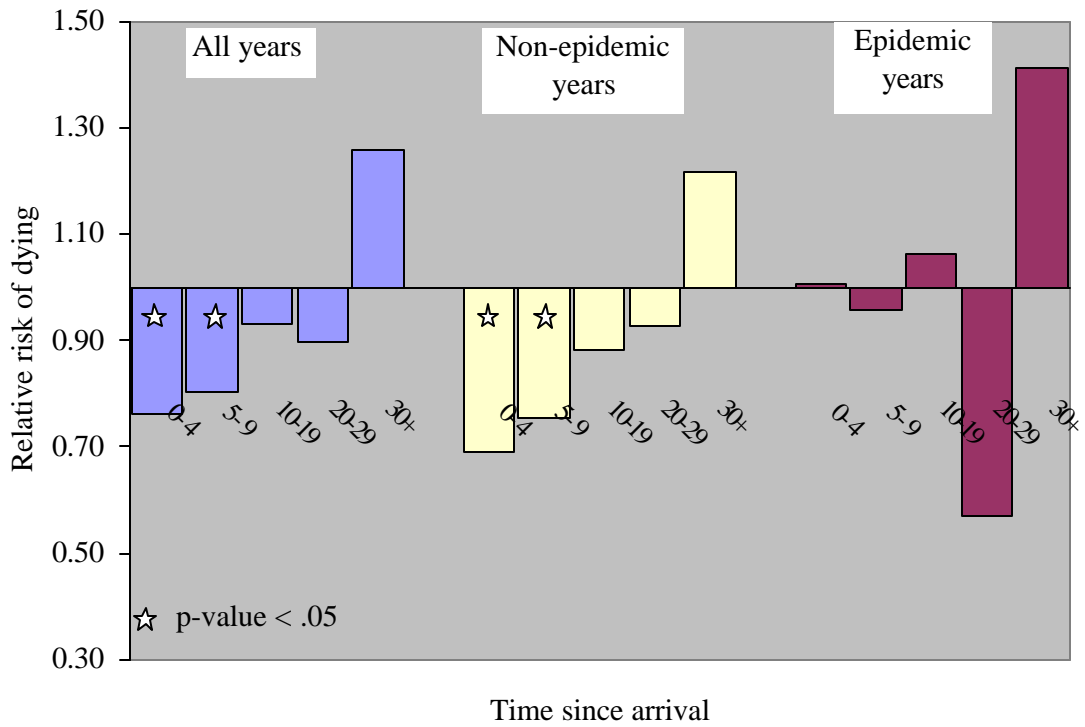 1.50
1.30
1.10
0.90
0.70
0.50
0.30
Relative risk of dying
All years
Non-epidemic
years
Epidemic
years
0-4
5-9
10-19
20-29
30+
0-4
5-9
10-19
20-29
30+
0-4
5-9
10-19
20-29
30+
p-value < .05
Time since arrival